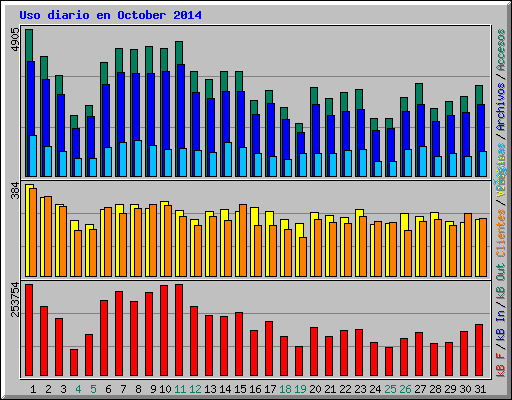 Uso diario en October 2014
4905
384
253754
kB F / kB In / kB Out Clientes / Páginas / Archivos / Accesos
1 2 3 4 5 6 7 8 9 10 11 12 13 14 15 16 17 18 19 20 21 22 23 24 25 26 27 28 29 30 31